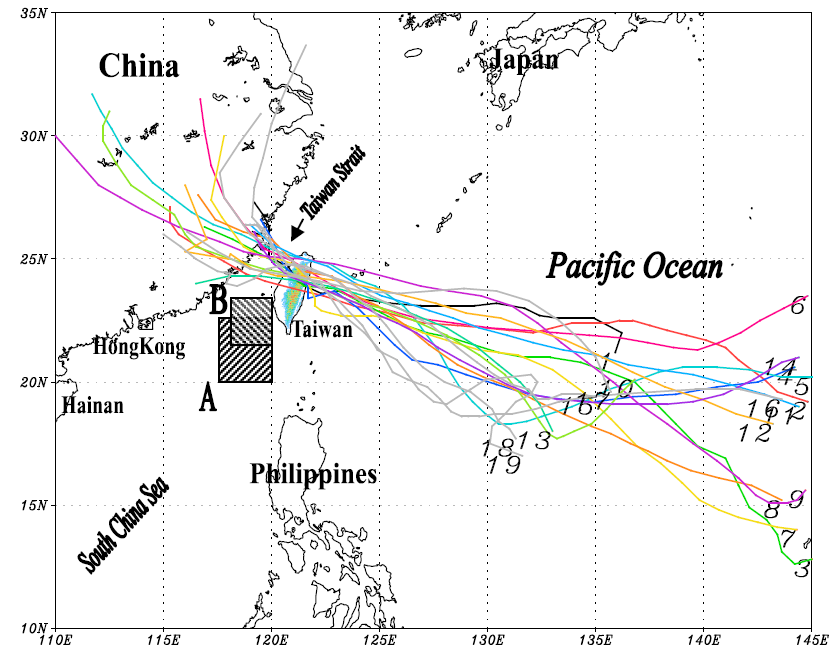 35N
China
Japan
30N
Taiwan Strait
25N
Pacific Ocean
B
6
Taiwan
HongKong
1
20N
14
5
10
Hainan
A
16
2
12
13
18
19
Philippines
15N
9
8
South China Sea
7
3
10N
110E
115E
120E
125E
130E
135E
140E
145E